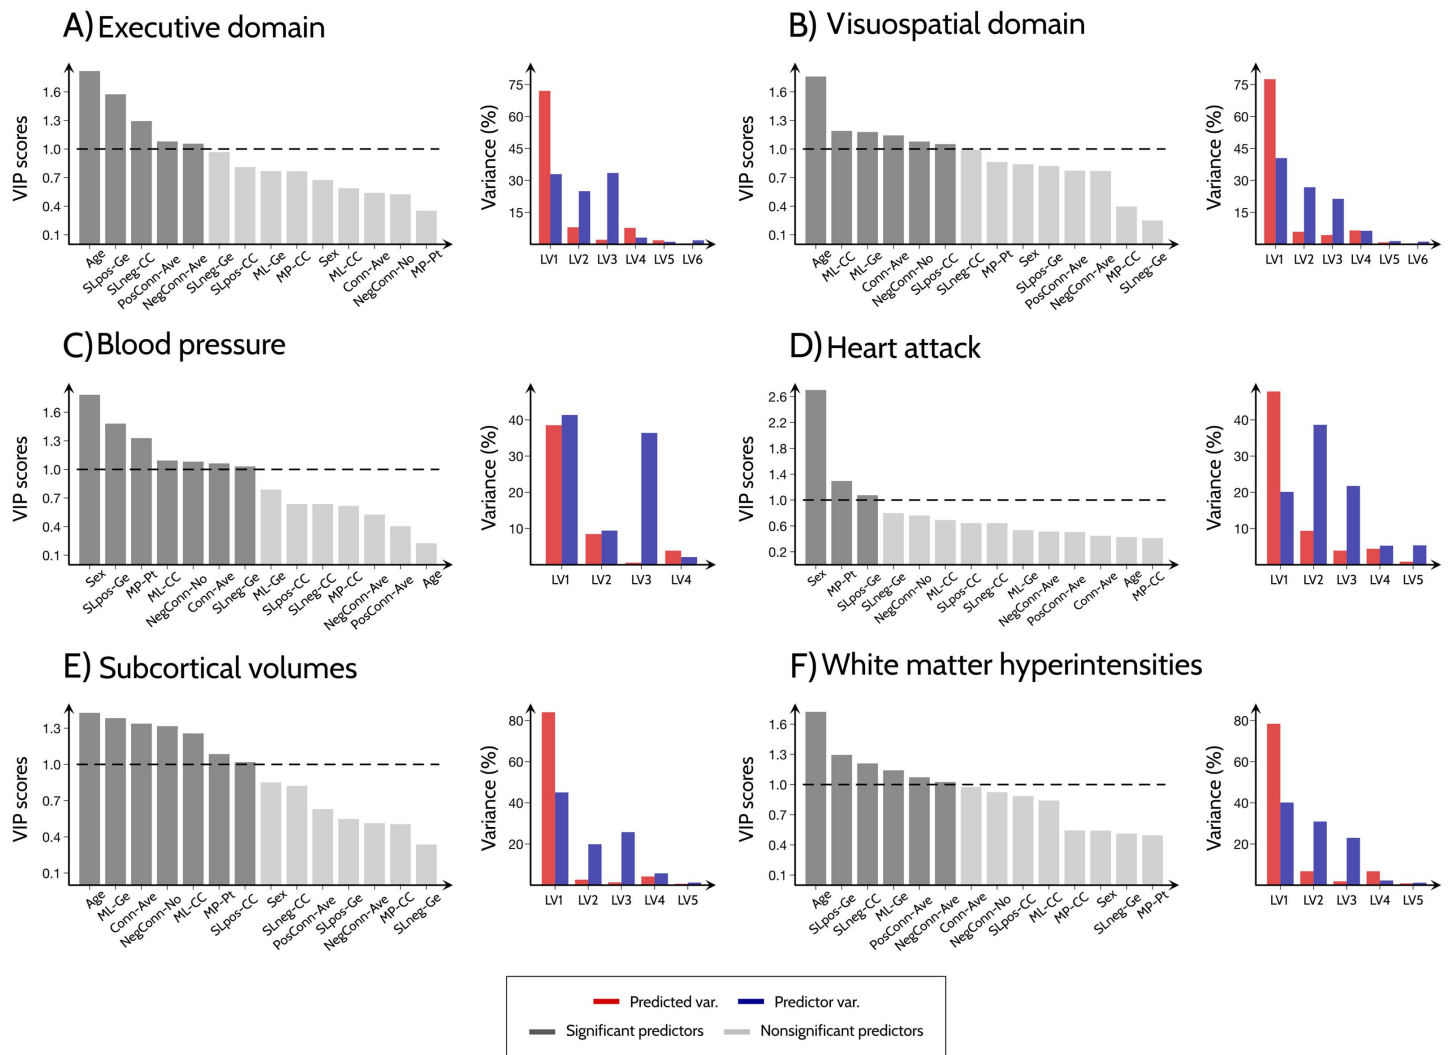 A) Executive domain
VIP scores
1.6
1.3
1.0
0.7
0.4
0.1
Age
SLpos-Ge
SLneg-CC
PosConn-Ave
NegConn-Ave
SLneg-Ge
SLpos-CC
ML-Ge
MP-CC
Sex
ML-CC
Conn-Ave
NegConn-No
MP-Pt
Variance (%)
75
60
45
30
15
LV1 LV2 LV3 LV4 LV5 LV6
B) Visuospatial domain
VIP scores
1.6
1.3
1.0
0.7
0.4
0.1
Age
ML-CC
ML-Ge
Conn-Ave
NegConn-No
SLpos-CC
SLneg-CC
MP-Pt
Sex
SLpos-Ge
PosConn-Ave
NegConn-Ave
MP-CC
SLneg-Ge
Variance (%)
75
60
45
30
15
LV1 LV2 LV3 LV4 LV5 LV6
C) Blood pressure
VIP scores
1.6
1.3
1.0
0.7
0.4
0.1
Sex
SLpos-Ge
MP-Pt
ML-CC
NegConn-No
Conn-Ave
SLneg-Ge
ML-Ge
SLpos-CC
SLneg-CC
MP-CC
NegConn-Ave
PosConn-Ave
Age
Variance (%)
40
30
20
10
LV1 LV2 LV3 LV4
D) Heart attack
VIP scores
2.6
2.2
1.8
1.4
1.0
0.6
0.2
Sex
MP-Pt
SLpos-Ge
SLneg-Ge
NegConn-No
ML-CC
SLpos-CC
SLneg-CC
ML-Ge
NegConn-Ave
PosConn-Ave
Conn-Ave
Age
MP-CC
Variance (%)
40
30
20
10
LV1 LV2 LV3 LV4 LV5
E) Subcortical volumes
VIP scores
1.3
1.0
0.7
0.4
0.1
Age
ML-Ge
Conn-Ave
NegConn-No
ML-CC
MP-Pt
SLpos-CC
Sex
SLneg-CC
PosConn-Ave
SLpos-Ge
NegConn-Ave
MP-CC
SLneg-Ge
Variance (%)
80
60
40
20
LV1 LV2 LV3 LV4 LV5
F) White matter hyperintensities
VIP scores
1.6
1.3
1.0
0.7
0.4
0.1
Age
SLpos-Ge
SLneg-CC
ML-Ge
PosConn-Ave
NegConn-Ave
Conn-Ave
NegConn-No
SLpos-CC
ML-CC
MP-CC
Sex
SLneg-Ge
MP-Pt
Variance (%)
80
60
40
20
LV1 LV2 LV3 LV4 LV5
Predicted var. Predictor var.
Significant predictors Nonsignificant predictors